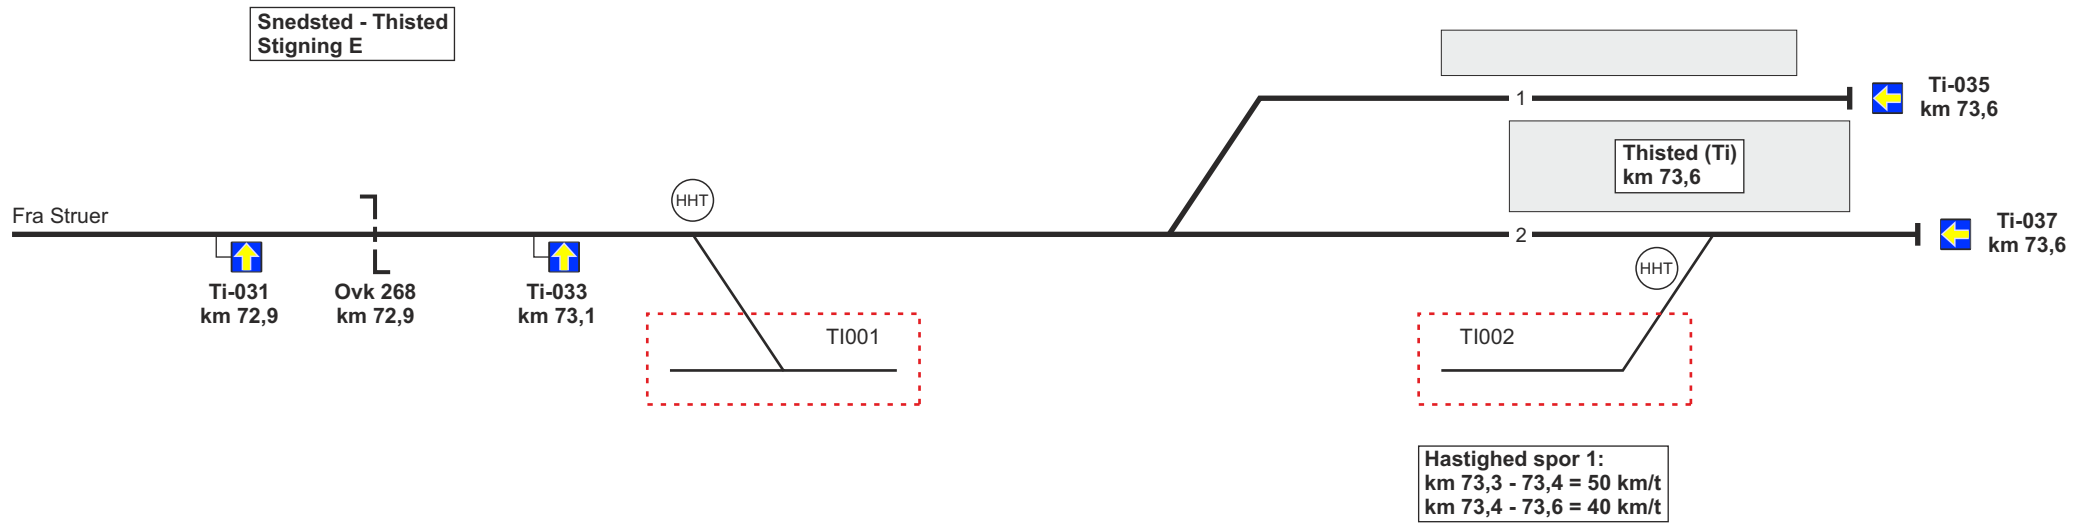 Snedsted - Thisted
Stigning E
Ti-035
km 73,6
1
Thisted (Ti)
km 73,6
HHT
Fra Struer
2
Ti-037
km 73,6
HHT
Ti-031
km 72,9
Ovk 268
km 72,9
Ti-033
km 73,1
TI001
TI002
Hastighed spor 1:
km 73,3 - 73,4 = 50 km/t
km 73,4 - 73,6 = 40 km/t